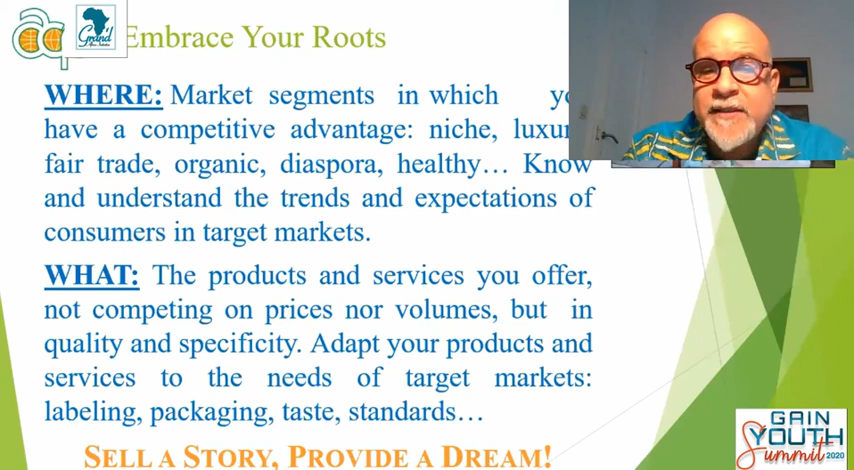 Grand
Embrace Your Roots
WHERE: Market segments in which
have a competitive advantage: niche,
fair trade, organic, diaspora, healthy… Know
and understand the trends and expectations of
consumers in target markets.
WHAT: The products and services you offer,
not competing on prices nor volumes, but in
quality and specificity. Adapt your products and
services to the needs of target markets:
labeling, packaging, taste, standards…
SELL A STORY, PROVIDE A DREAM!
GAIN
YOUTH
Summit 2020